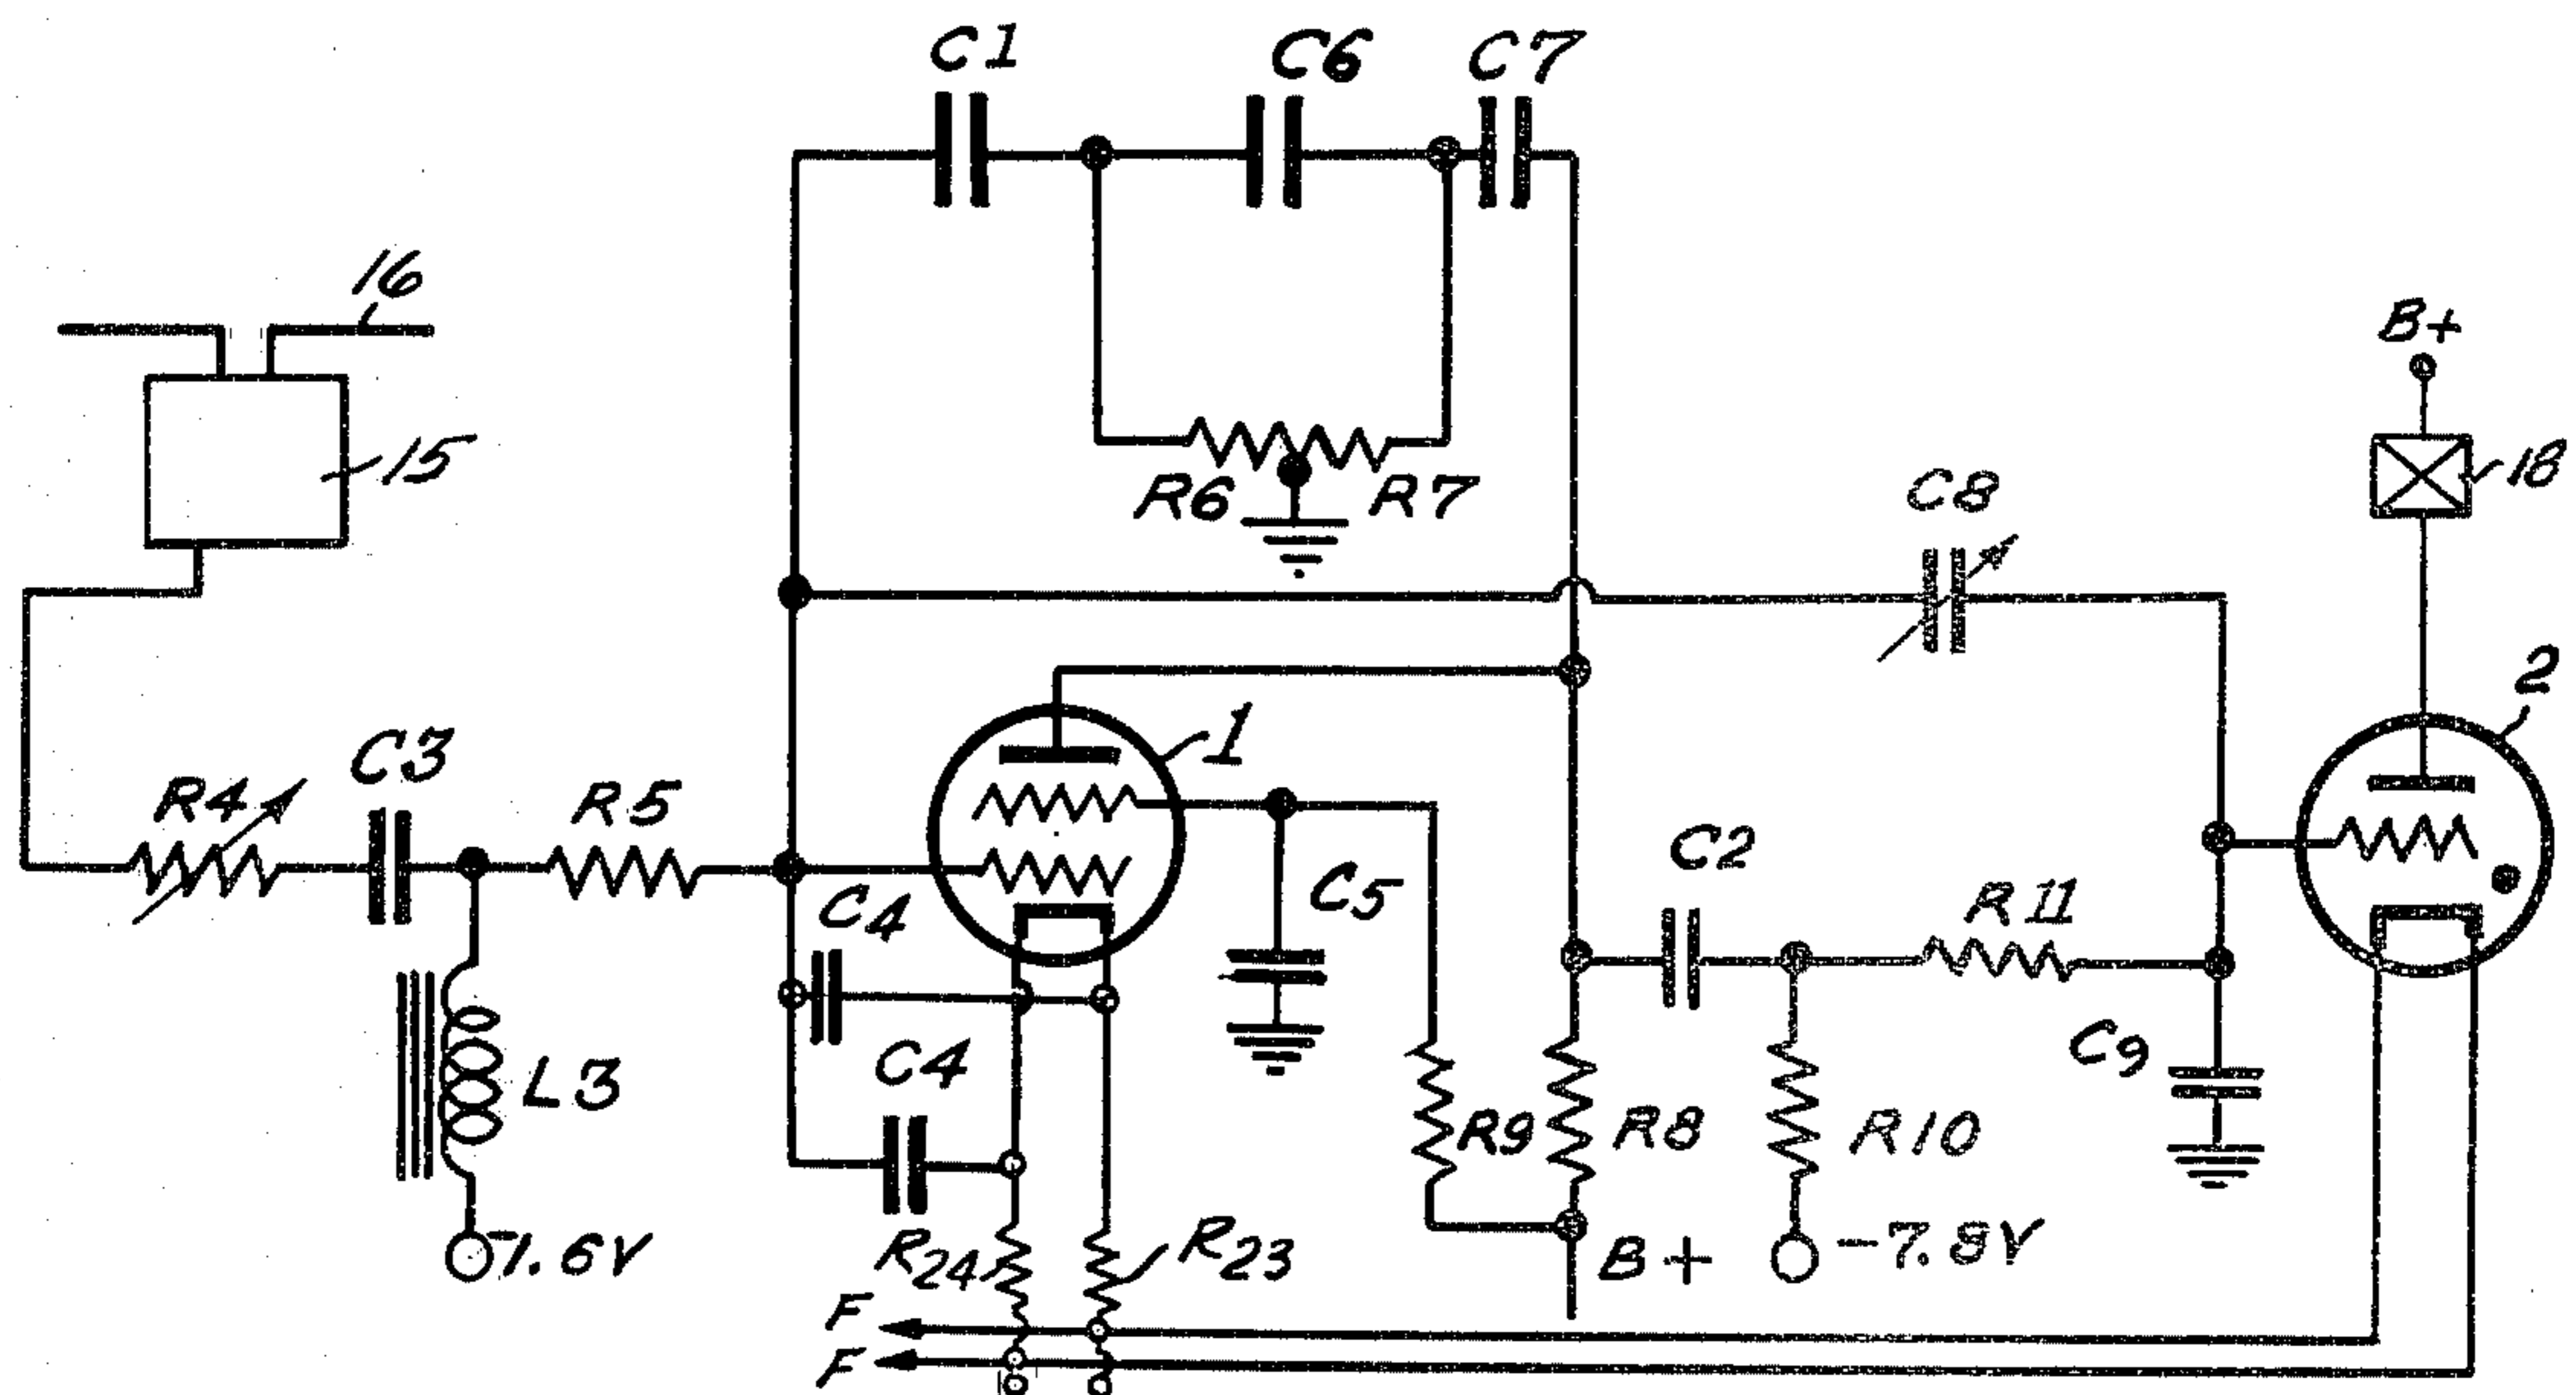 C1 C6 C7
16
B+
15
18
R6 R7
C8
2
1
C3
R4
R5
C2
C4
C5
R11
C4
C9
L3
R9 R8 R10
-1.6V
R24 R23
B+
-7.8V
F
F